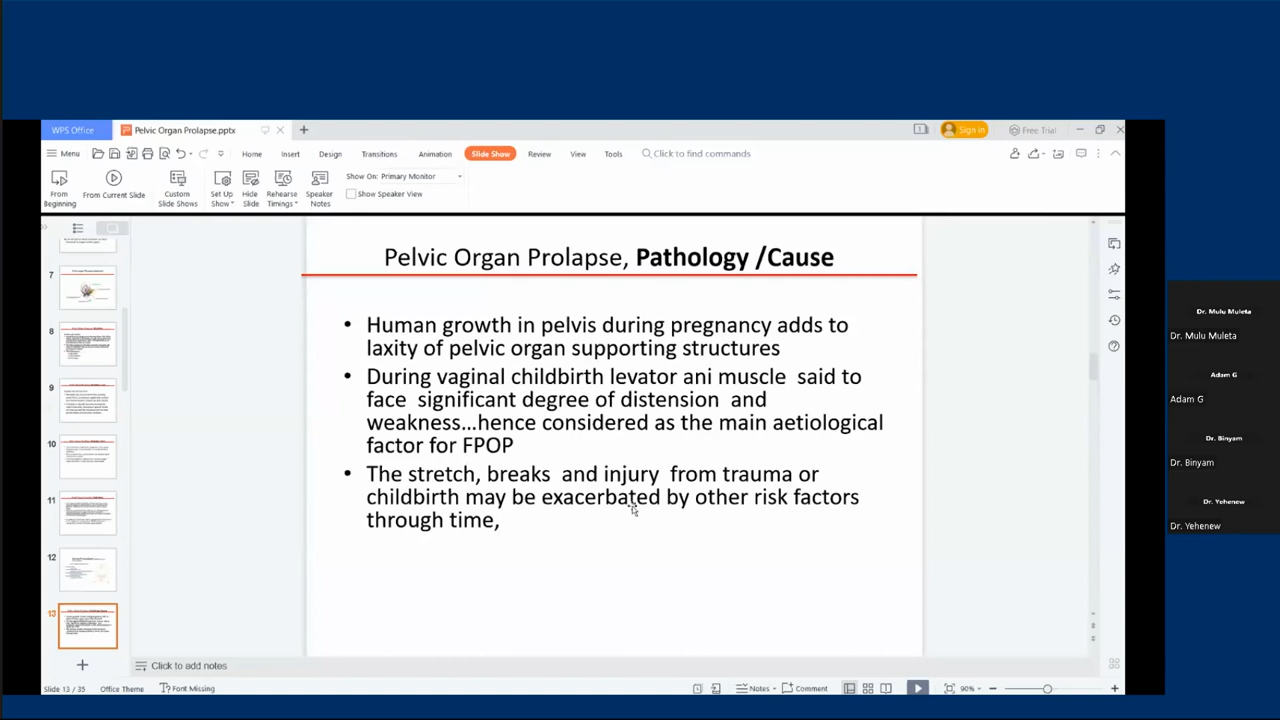 WPS Office
Pelvic Organ Prolapse.pptx
Sign in
Free Trial
Menu
Home
Insert
Design
Transitions
Animation
Slide Show
Review
View
Tools
Click to find commands
From Beginning
From Current Slide
Custom Slide Shows
Set Up Show
Hide Slide
Rehearse Timings
Speaker Notes
Show On: Primary Monitor
Show Speaker View
7
8
9
10
11
12
13
Pelvic Organ Prolapse, Pathology /Cause
• Human growth in pelvis during pregnancy adds to
laxity of pelvic organ supporting structures
• During vaginal childbirth levator ani muscle said to
face significant degree of distension and
weakness...hence considered as the main aetiological
factor for FPOP
• The stretch, breaks and injury from trauma or
childbirth may be exacerbated by other risk factors
through time,
Click to add notes
Slide 13 / 35
Office Theme
Font Missing
Notes
Comment
90%
Dr. Mulu Muleta
Dr. Mulu Muleta
Adam G
Adam G
Dr. Binyam
Dr. Binyam
Dr. Yehenew
Dr. Yehenew